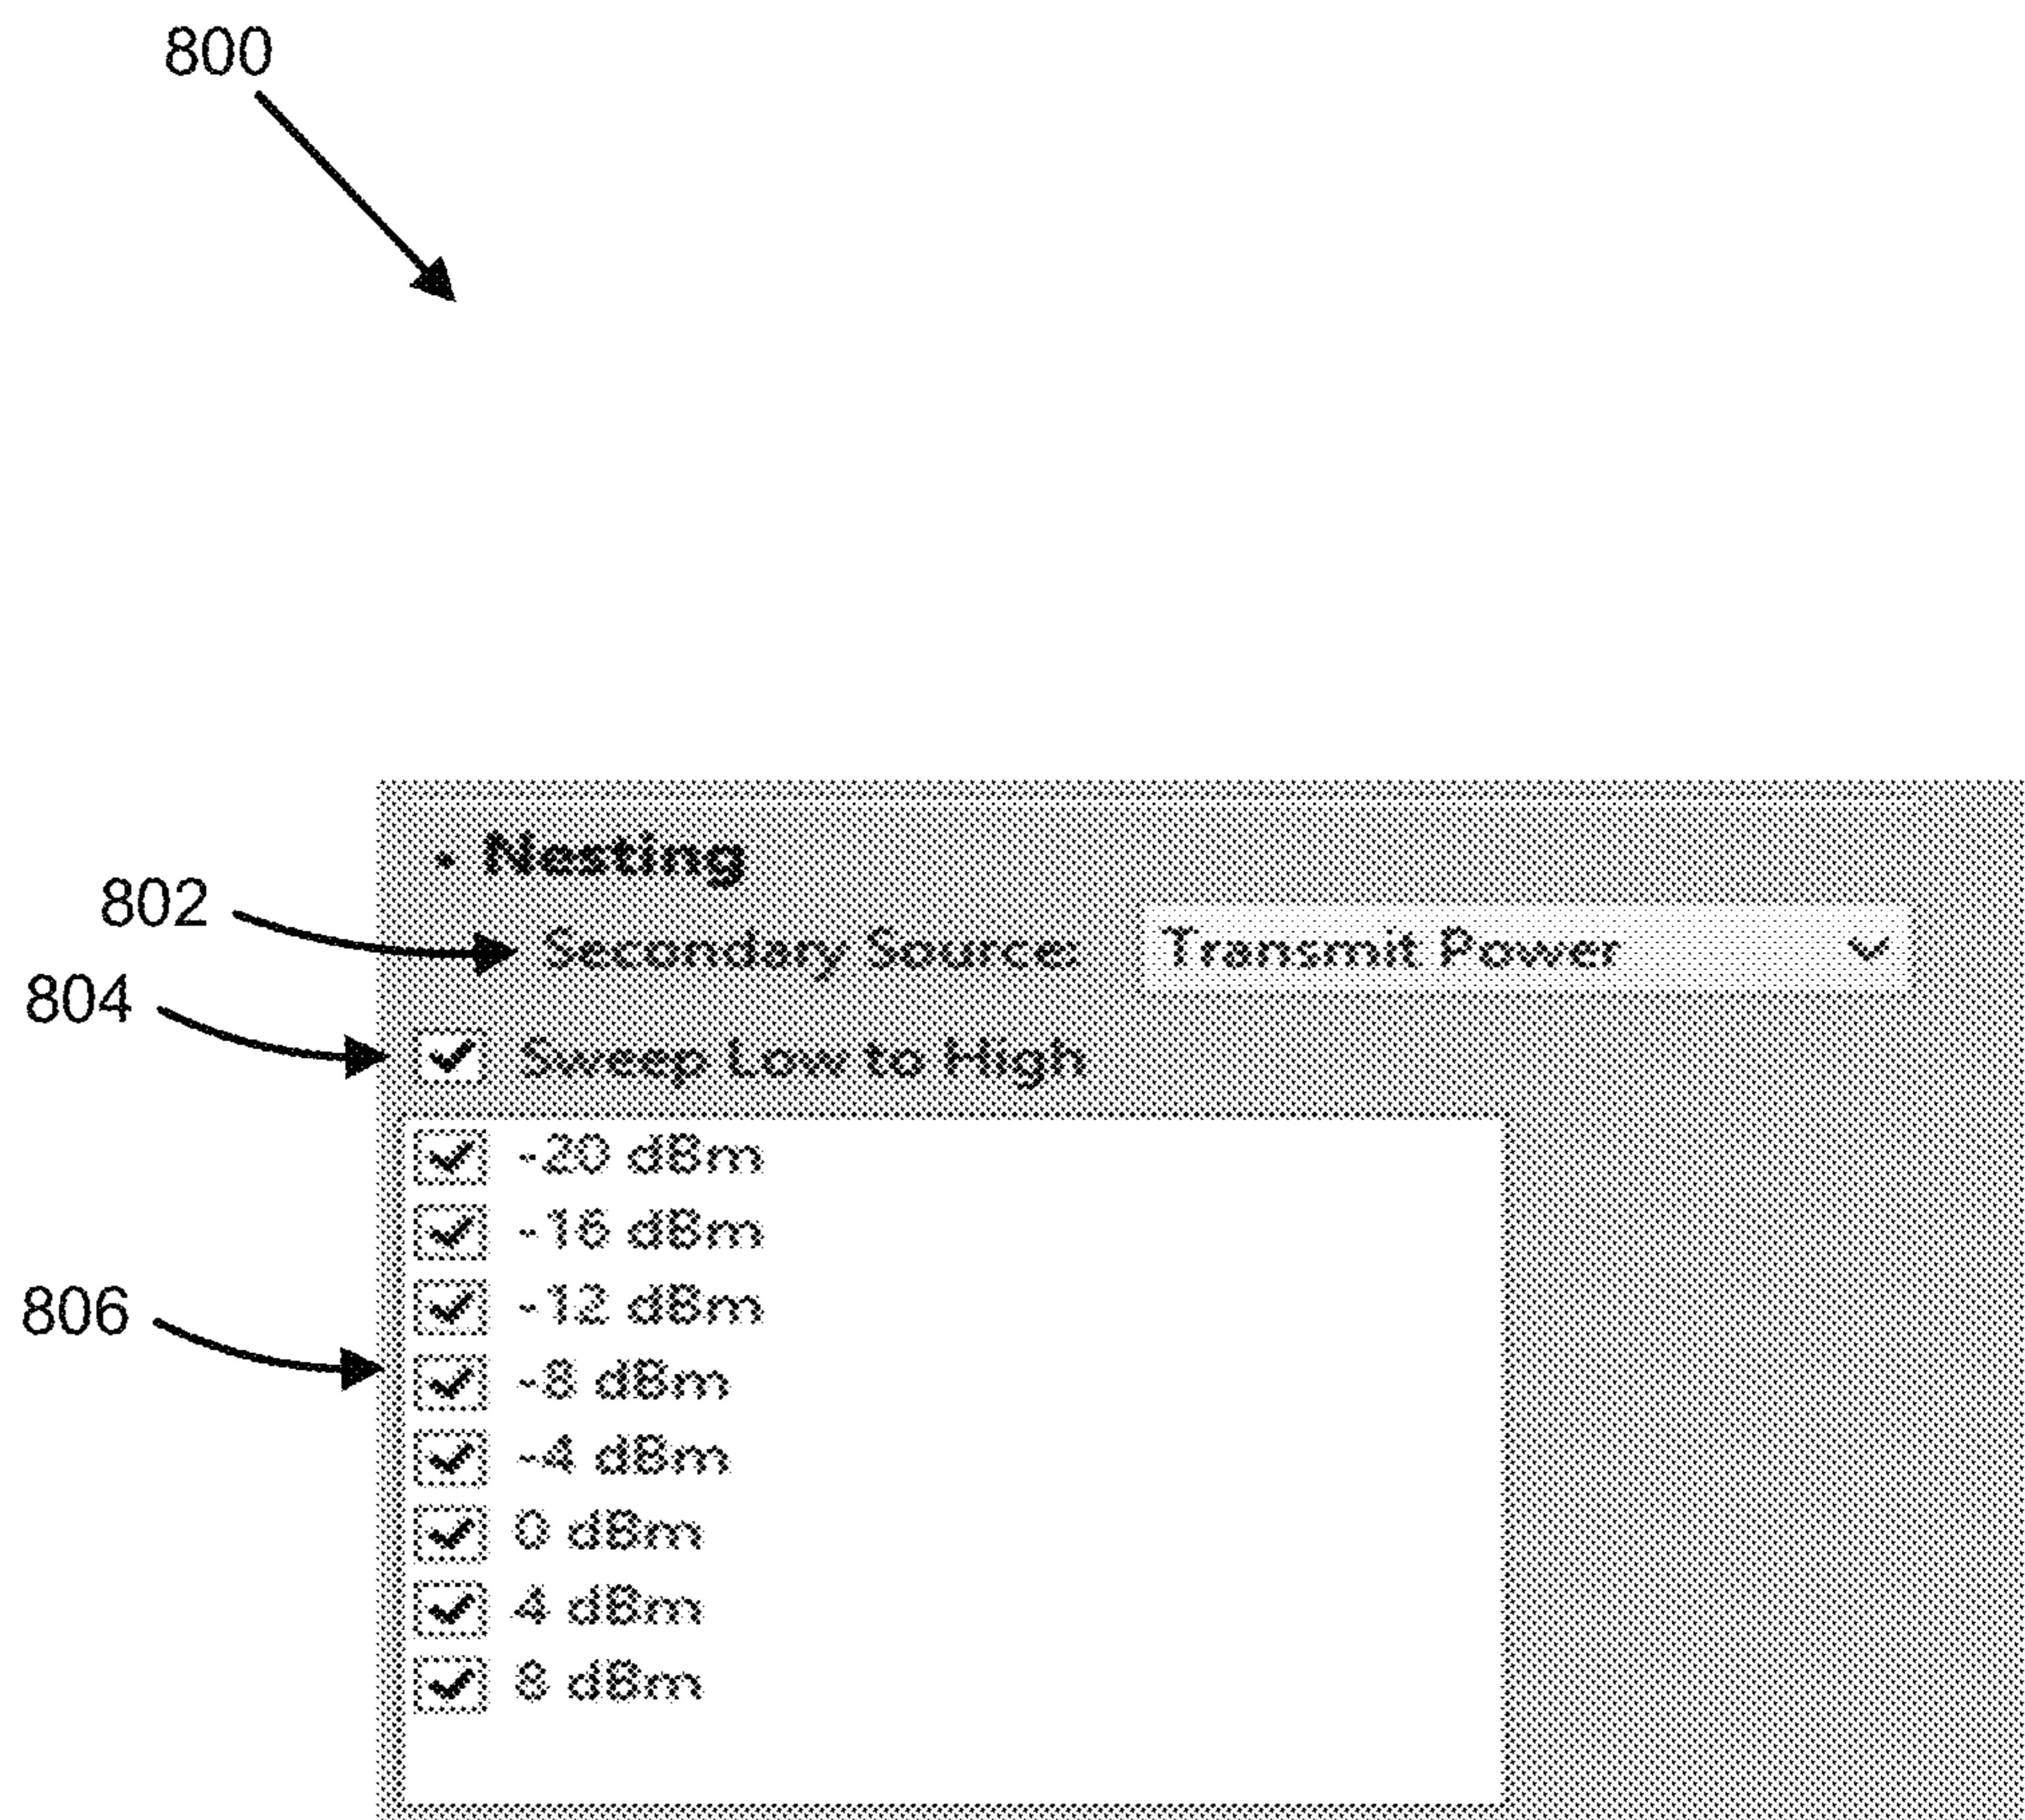 800
· Nesting
802
Secondary Source: Transmit Power
804
Sweep Low to High
-20 dBm
-16 dBm
-12 dBm
806
-8 dBm
-4 dBm
0 dBm
4 dBm
8 dBm